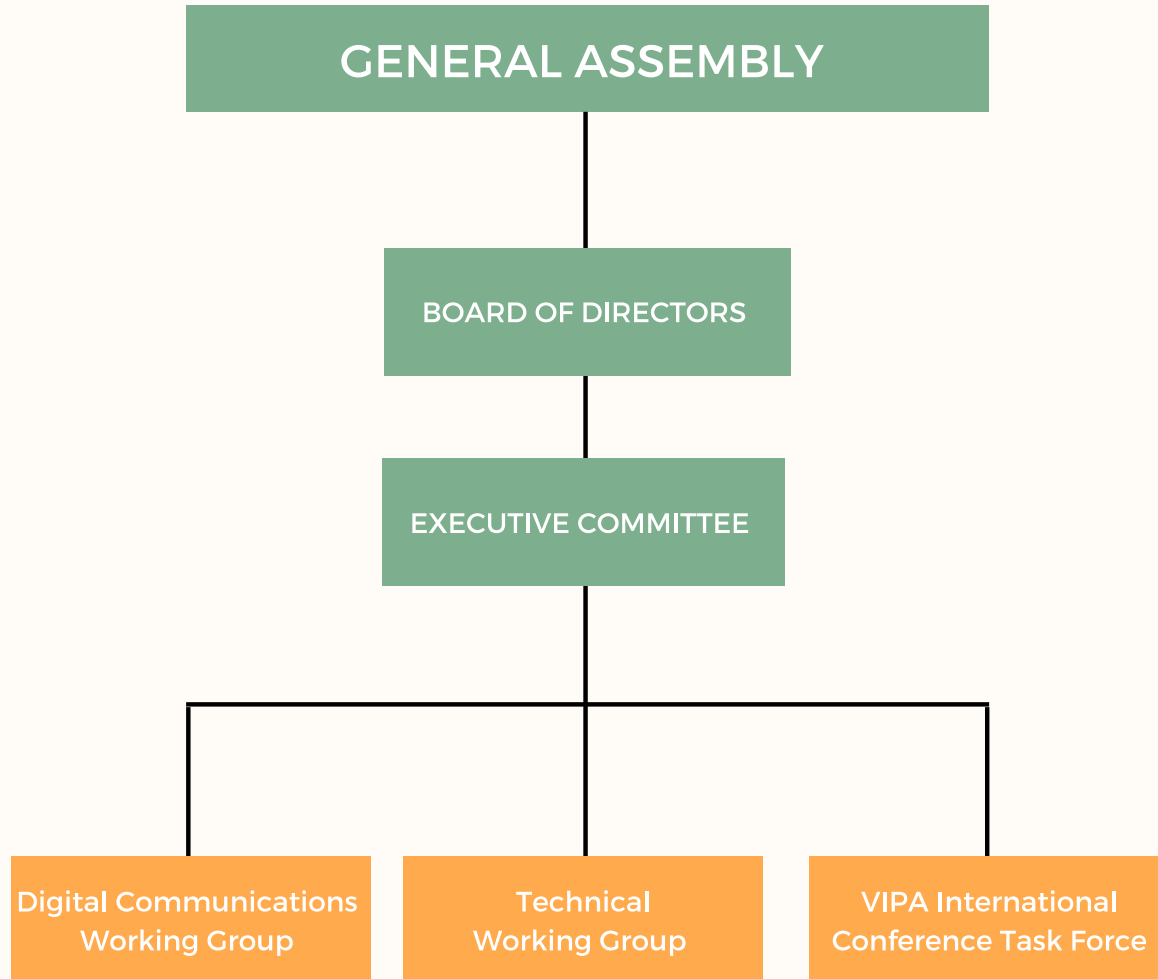 GENERAL ASSEMBLY
BOARD OF DIRECTORS
EXECUTIVE COMMITTEE
Digital Communications
Working Group
Technical
Working Group
VIPA International
Conference Task Force